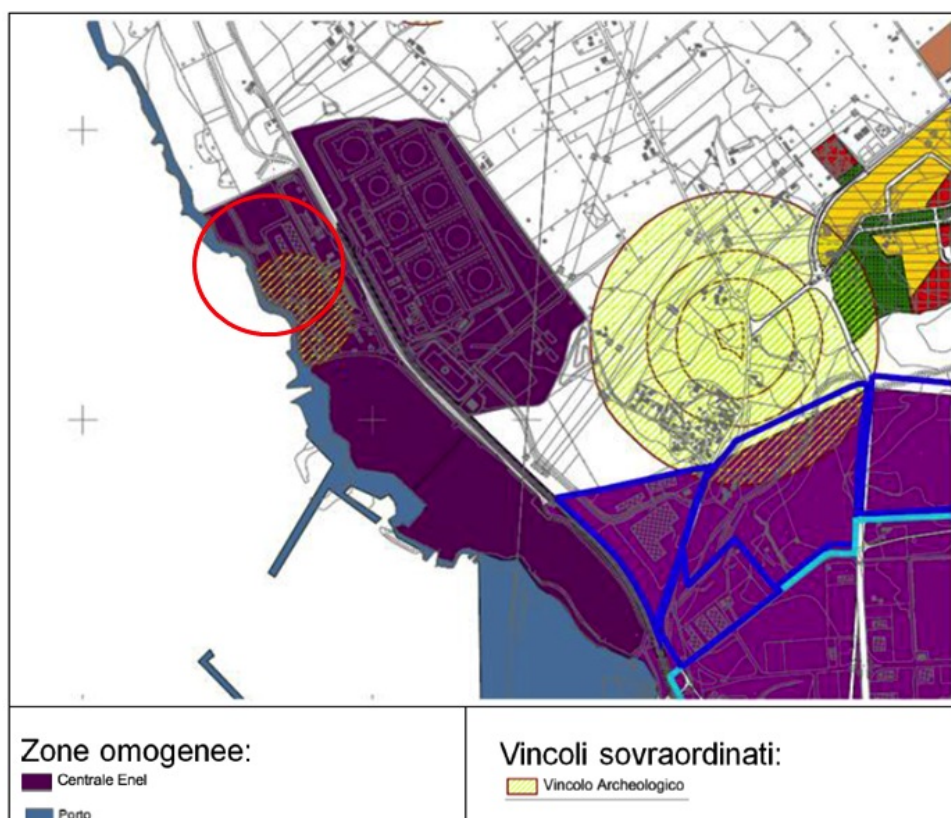 Zone omogenee:
Centrale Enel
Porto
Vincoli sovraordinati:
Vincolo Archeologico